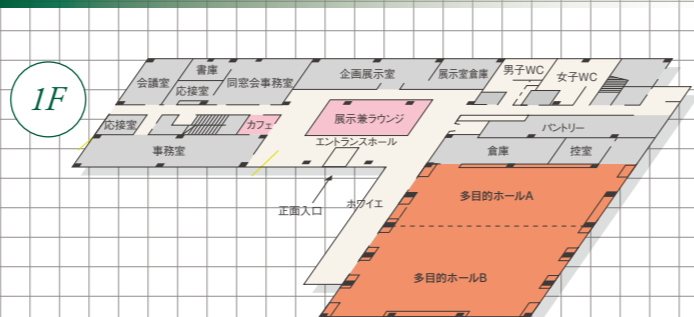 1F
会議室
書庫
応接室
同窓会事務室
企画展示室
展示室倉庫
男子WC
女子WC
応接室
カフェ
展示兼ラウンジ
エントランスホール
パントリー
事務室
倉庫
控室
正面入口
ホワイエ
多目的ホールA
多目的ホールB